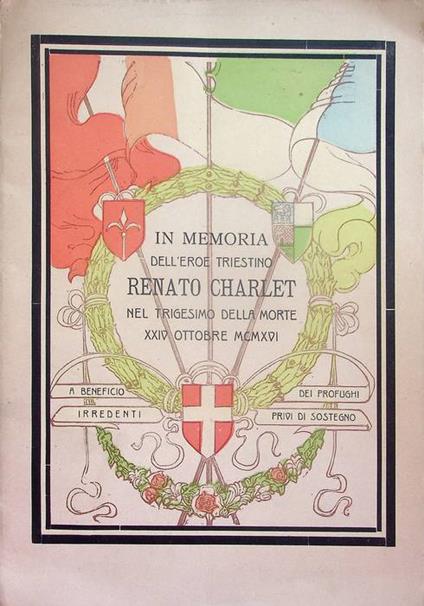 IN MEMORIA
DELL'EROE TRIESTINO
RENATO CHARLET
NEL TRIGESIMO DELLA MORTE
XXIV OTTOBRE MCMXVI
A BENEFICIO DEI PROFUGHI
IRREDENTI PRIVI DI SOSTEGNO